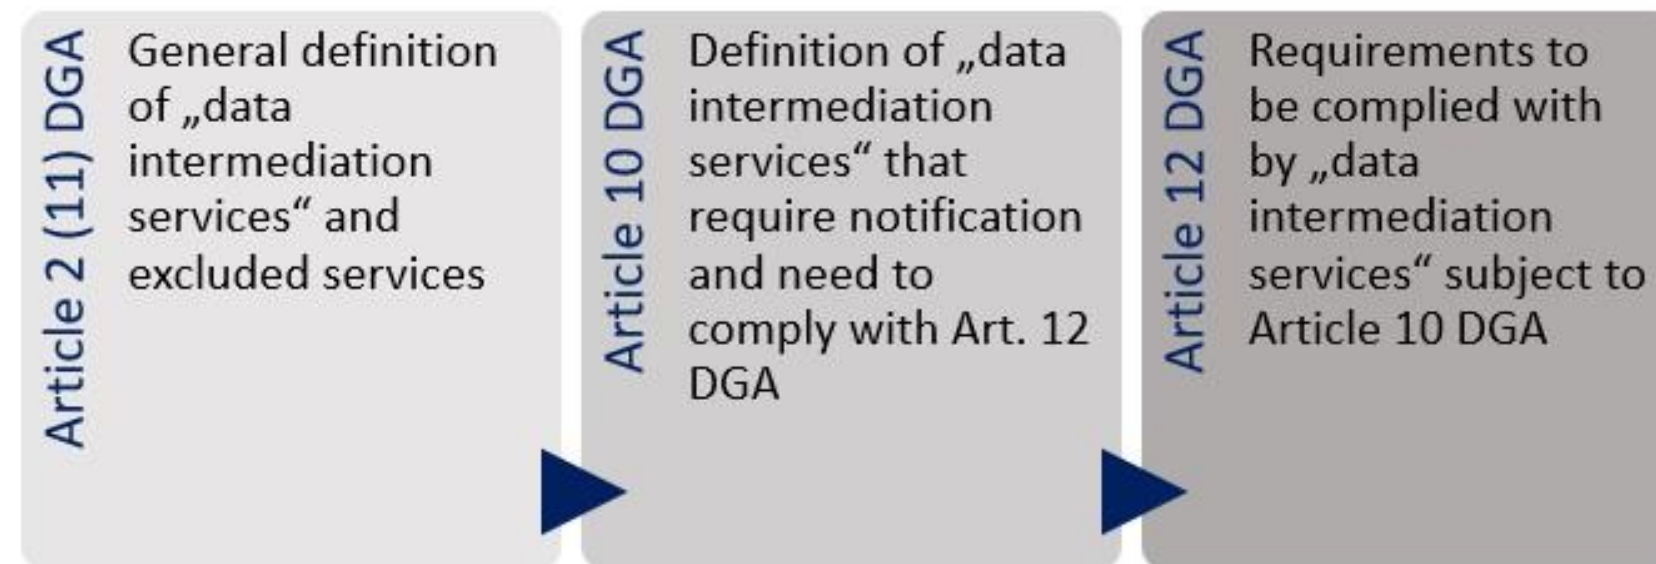 Article 2 (11) DGA
General definition
of „data
intermediation
services“ and
excluded services
Article 10 DGA
Definition of „data
intermediation
services“ that
require notification
and need to
comply with Art. 12
DGA
Article 12 DGA
Requirements to
be complied with
by „data
intermediation
services“ subject to
Article 10 DGA